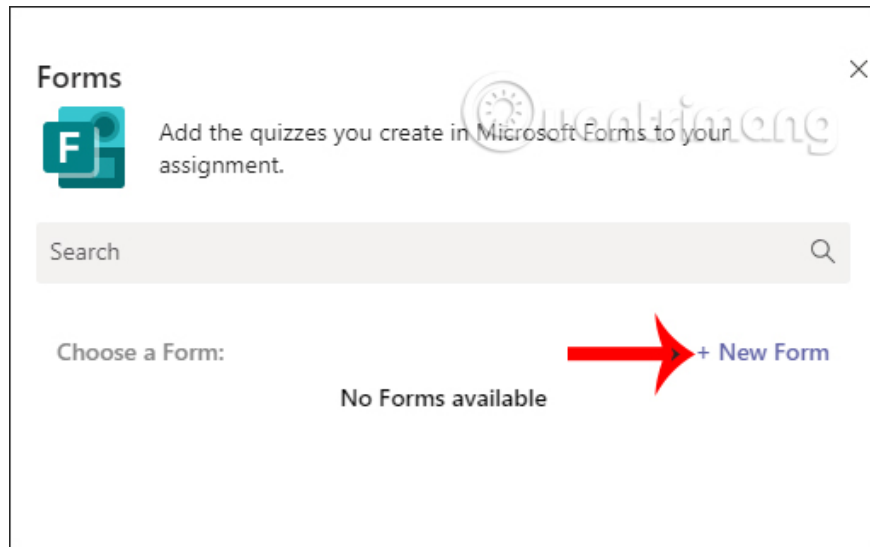 Forms
Quantrimang
F
Add the quizzes you create in Microsoft Forms to your
assignment.
Search
Choose a Form:
+ New Form
No Forms available